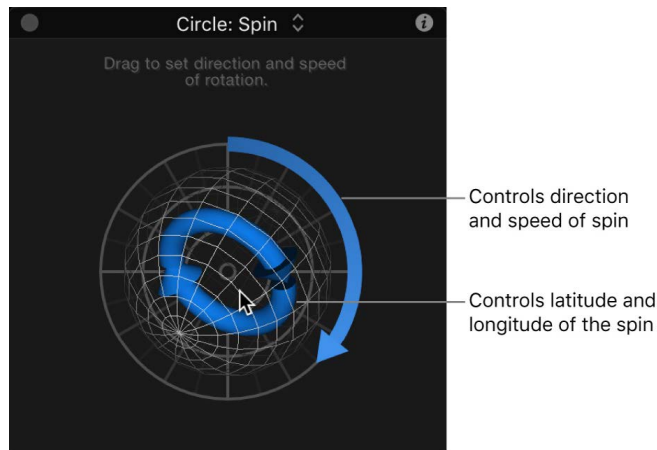 Circle: Spin
Drag to set direction and speed
of rotation.
Controls direction
and speed of spin
Controls latitude and
longitude of the spin